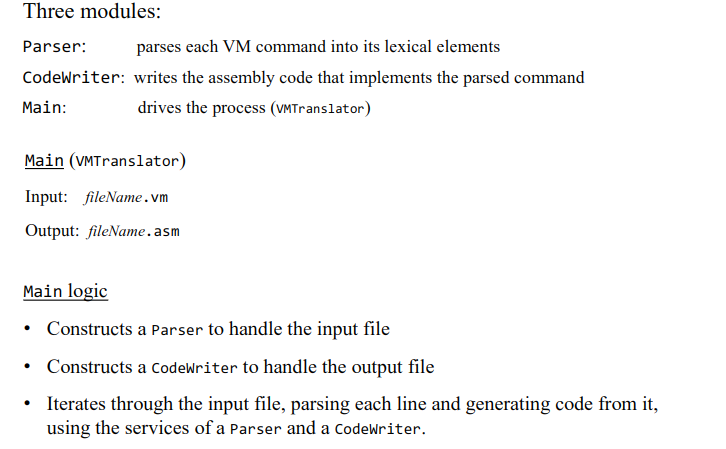 Three modules:
Parser: parses each VM command into its lexical elements
CodeWriter: writes the assembly code that implements the parsed command
Main: drives the process (VMTranslator)
Main (VMTranslator)
Input: fileName.vm
Output: fileName.asm
Main logic
• Constructs a Parser to handle the input file
• Constructs a CodeWriter to handle the output file
• Iterates through the input file, parsing each line and generating code from it,
using the services of a Parser and a CodeWriter.